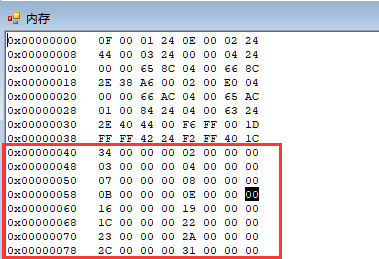 内存
0x00000000 0F 00 01 24 0E 00 02 24
0x00000008 44 00 03 24 00 00 04 24
0x00000010 00 00 65 8C 04 00 66 8C
0x00000018 2E 38 A6 00 02 00 E0 04
0x00000020 00 00 66 AC 04 00 65 AC
0x00000028 01 00 84 24 04 00 63 24
0x00000030 2E 40 44 00 F6 FF 00 1D
0x00000038 FF FF 42 24 F2 FF 40 1C
0x00000040 34 00 00 00 02 00 00 00
0x00000048 03 00 00 00 04 00 00 00
0x00000050 07 00 00 00 08 00 00 00
0x00000058 0B 00 00 00 0E 00 00 00
0x00000060 16 00 00 00 19 00 00 00
0x00000068 1C 00 00 00 22 00 00 00
0x00000070 23 00 00 00 2A 00 00 00
0x00000078 2C 00 00 00 31 00 00 00